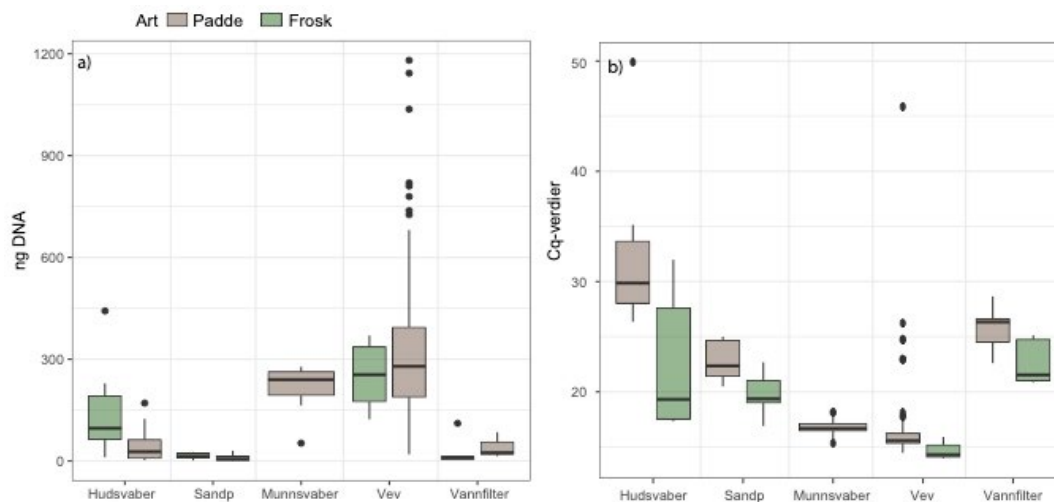 Art Padde Frosk
a)
1200
900
600
300
0
ng DNA
Hudsvaber Sandp Munnsvaber Vev Vannfilter
b)
50
40
30
20
Cq-verdier
Hudsvaber Sandp Munnsvaber Vev Vannfilter